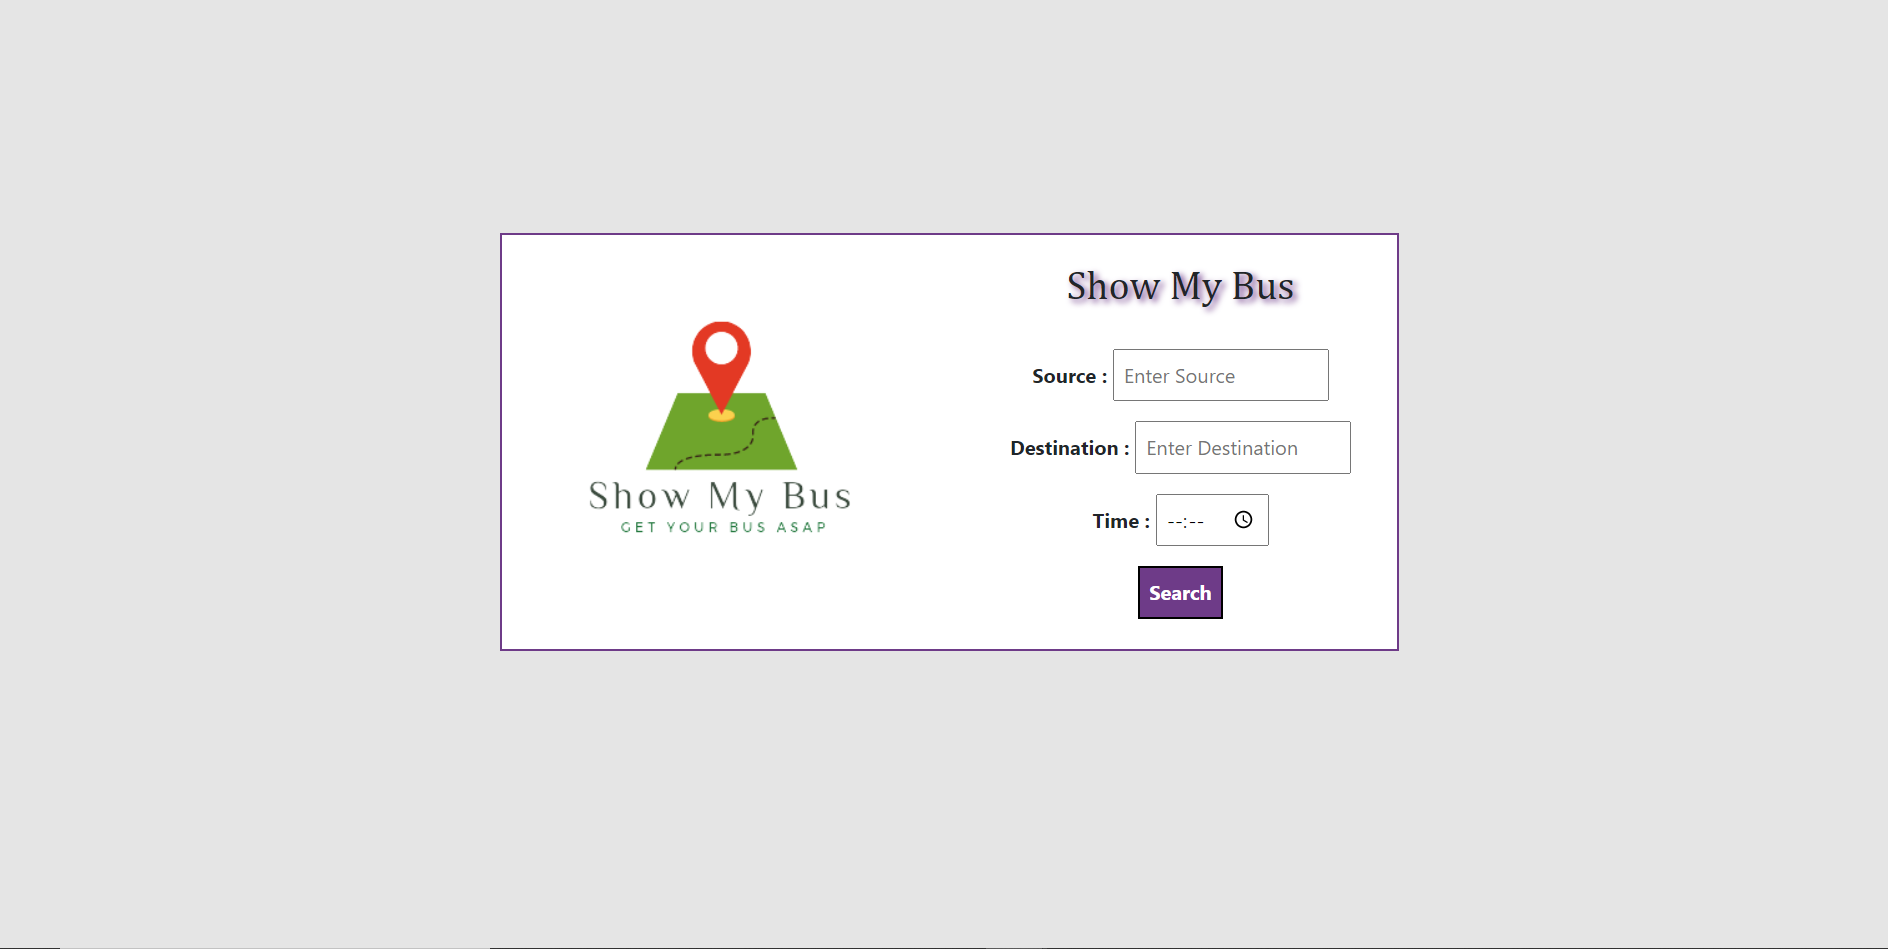 Show My Bus
GET YOUR BUS ASAP
Show My Bus
Source : Enter Source
Destination : Enter Destination
Time : --:--
Search